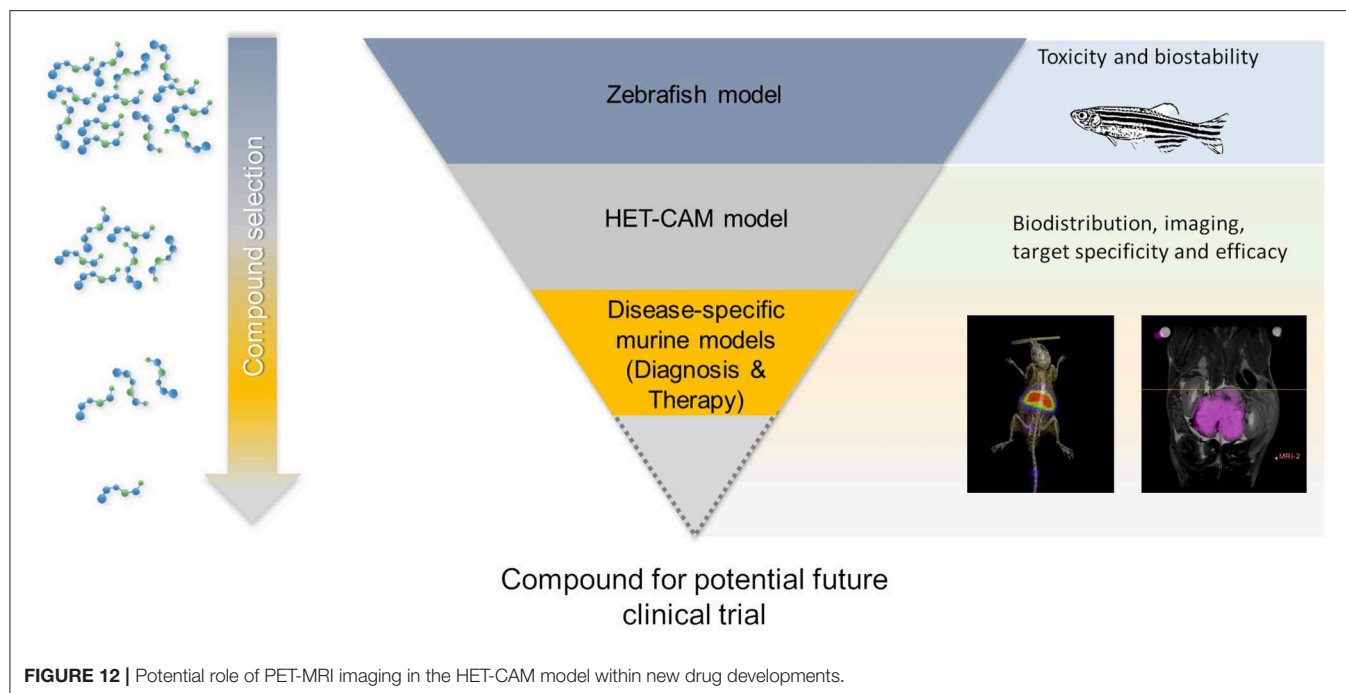 Compound selection
Zebrafish model
Toxicity and biostability
HET-CAM model
Biodistribution, imaging,
target specificity and efficacy
Disease-specific
murine models
(Diagnosis &
Therapy)
MRI-2
Compound for potential future
clinical trial
FIGURE 12 | Potential role of PET-MRI imaging in the HET-CAM model within new drug developments.